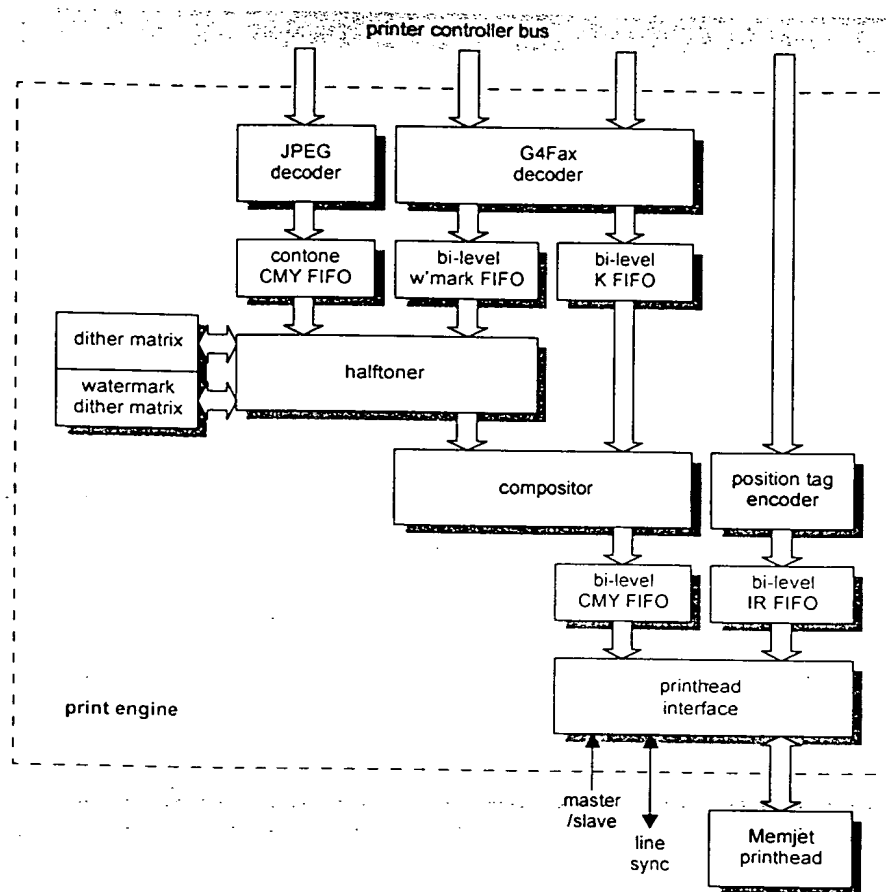 printer controller bus
JPEG
decoder
G4Fax
decoder
contone
CMY FIFO
bi-level
w'mark FIFO
bi-level
K FIFO
dither matrix
watermark
dither matrix
halftoner
compositor
position tag
encoder
bi-level
CMY FIFO
bi-level
IR FIFO
printhead
interface
print engine
master
/slave
line
sync
Memjet
printhead